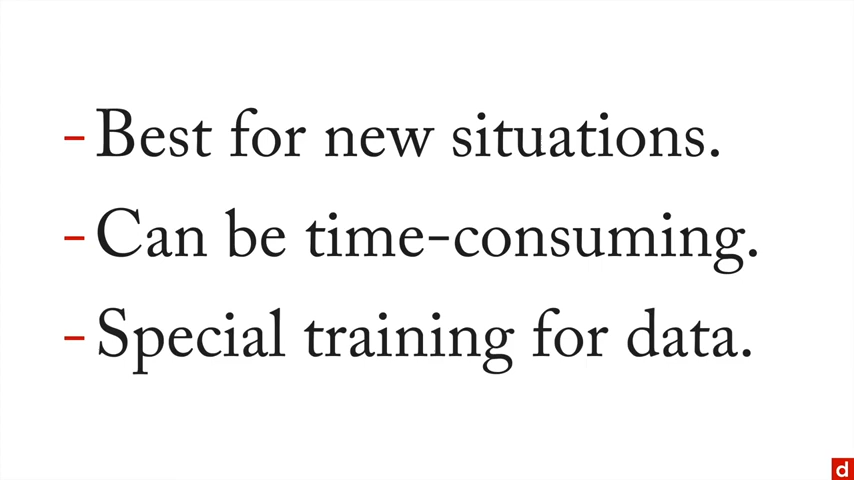 - Best for new situations.
- Can be time-consuming.
- Special training for data.
d